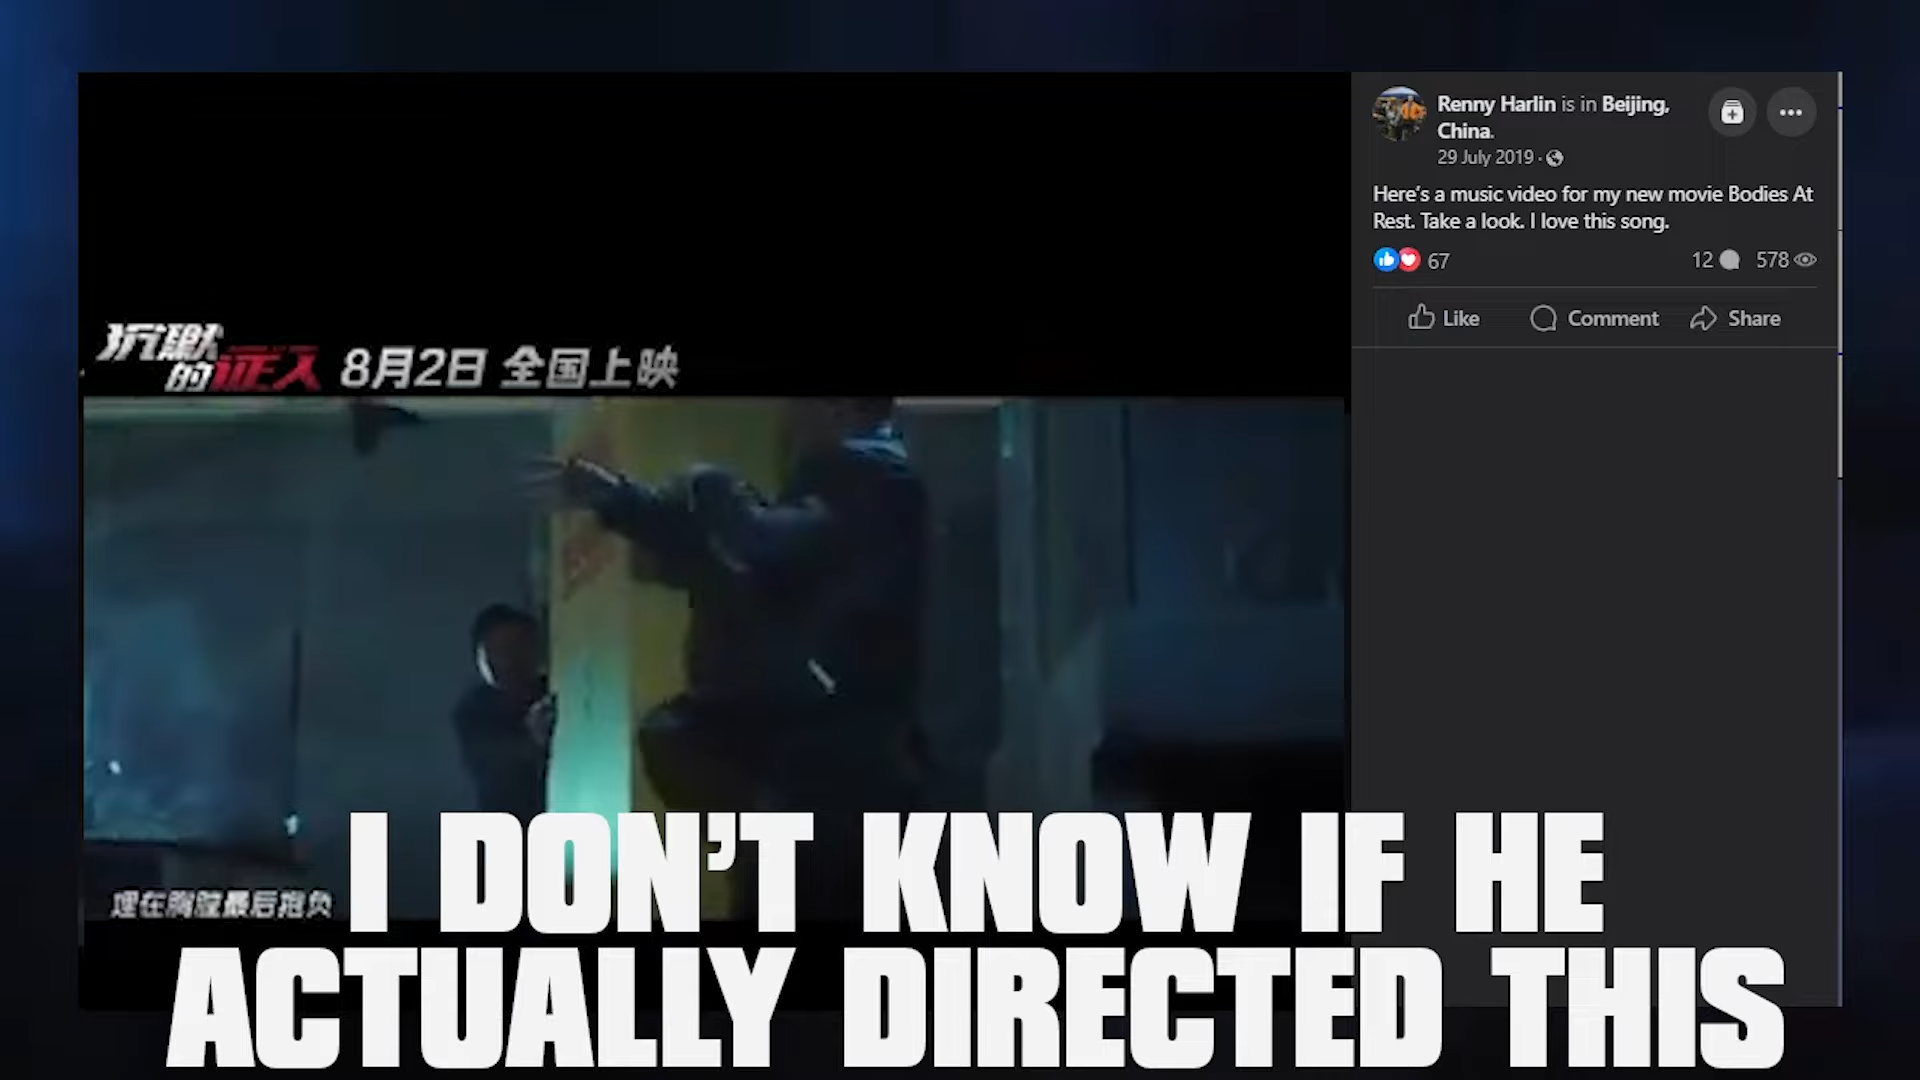 沉默
的证人 8月2日 全国上映
埋在胸膛最后抱负
Renny Harlin is in Beijing,
China.
29 July 2019 ·
Here's a music video for my new movie Bodies At
Rest. Take a look. I love this song.
67
12 578
Like Comment Share
I DON'T KNOW IF HE
ACTUALLY DIRECTED THIS